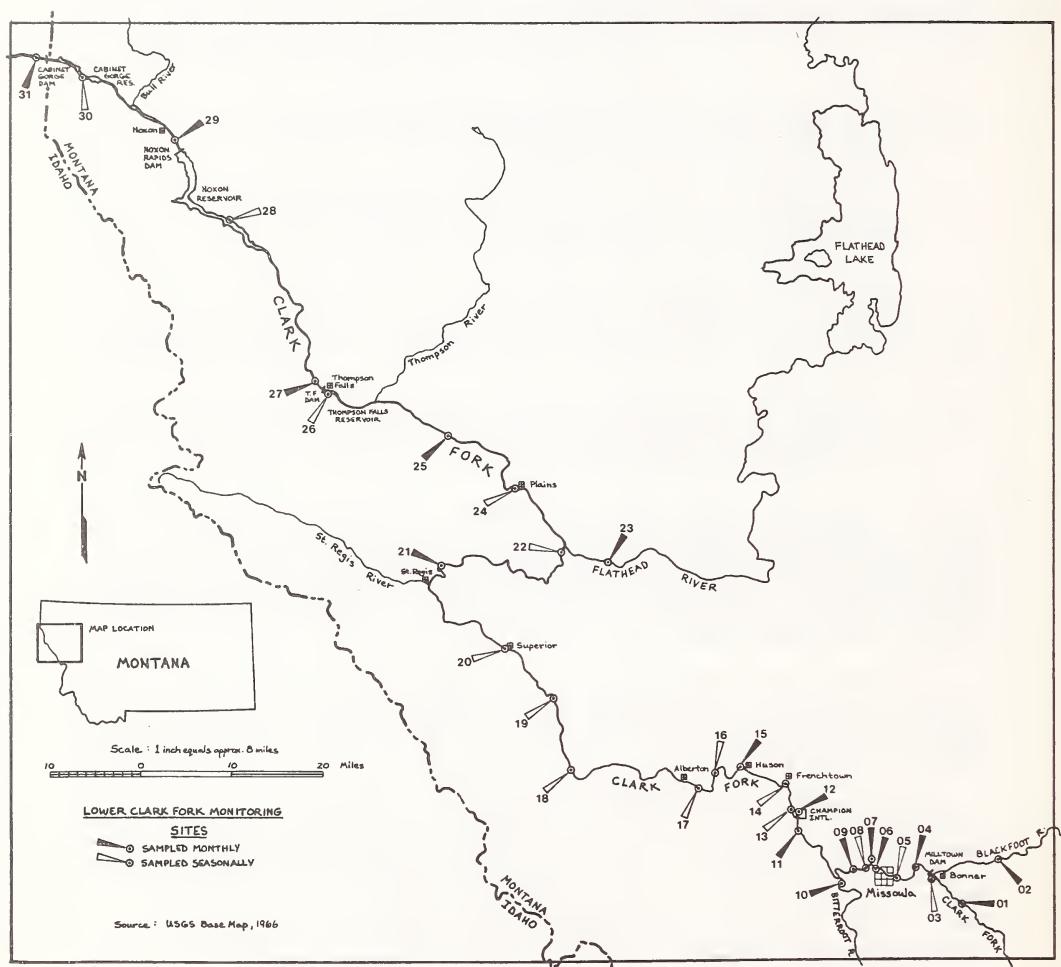 CABINET
GORGE
DAM
CABINET
GORGE
RES.
Bull River
31
30
Noxon
29
NOXON
RAPIDS
DAM
MONTANA
IDAHO
NOXON
RESERVOIR
28
FLATHEAD
LAKE
CLARK
Thompson
River
27
Thompson
Falls
T.F.
DAM
26
THOMPSON FALLS
RESERVOIR
25
FORK
N
24
Plains
St. Regis
River
21
22
23
St. Regis
FLATHEAD
RIVER
MAP LOCATION
MONTANA
20
Superior
19
Scale : 1 inch equals approx. 8 miles
10 0 10 20 Miles
18
CLARK
Alberton
16
15
Huson
FORK
17
Frenchtown
14
12
CHAMPION
INTL.
13
11
LOWER CLARK FORK MONITORING
SITES
SAMPLED MONTHLY
SAMPLED SEASONALLY
09
08
07
06
05
04
MILLTOWN
DAM
BLACKFOOT R.
Bonner
02
10
Missoula
03
01
BITTERROOT R.
CLARK
FORK
MONTANA
IDAHO
Source : USGS Base Map, 1966